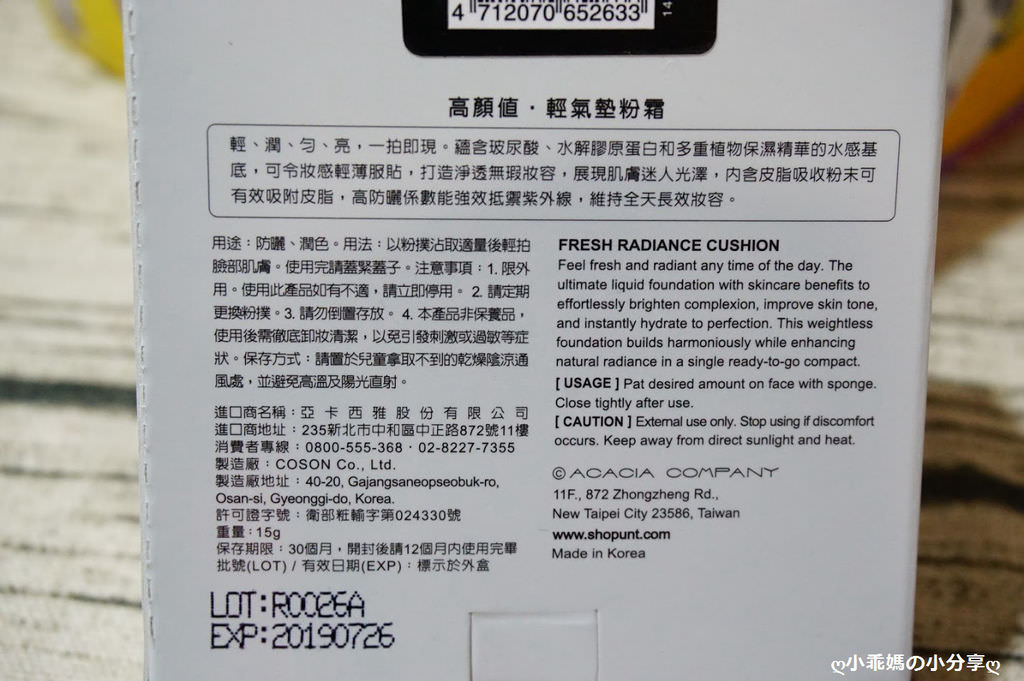 4 712070 652633
14
高顏值・輕氣墊粉霜
輕、潤、勻、亮，一拍即現。蘊含玻尿酸、水解膠原蛋白和多重植物保濕精華的水感基
底，可令妝感輕薄服貼，打造淨透無瑕妝容，展現肌膚迷人光澤，內含皮脂吸收粉末可
有效吸附皮脂，高防曬係數能強效抵禦紫外線，維持全天長效妝容。
用途：防曬、潤色。用法：以粉撲沾取適量後輕拍
臉部肌膚。使用完請蓋緊蓋子。注意事項：1. 限外
用。使用此產品如有不適，請立即停用。 2. 請定期
更換粉撲。3. 請勿倒置存放。 4. 本產品非保養品，
使用後需徹底卸妝清潔，以免引發刺激或過敏等症
狀。保存方式：請置於兒童拿取不到的乾燥陰涼通
風處，並避免高溫及陽光直射。
進口商名稱：亞卡西雅股份有限公司
進口商地址：235新北市中和區中正路872號11樓
消費者專線：0800-555-368・02-8227-7355
製造廠：COSON Co., Ltd.
製造廠地址：40-20, Gajangsaneopseobuk-ro,
Osan-si, Gyeonggi-do, Korea.
許可證字號：衛部粧輸字第024330號
重量：15g
保存期限：30個月，開封後請12個月內使用完畢
批號(LOT) / 有效日期(EXP)：標示於外盒
LOT:R0026A
EXP:20190726
FRESH RADIANCE CUSHION
Feel fresh and radiant any time of the day. The
ultimate liquid foundation with skincare benefits to
effortlessly brighten complexion, improve skin tone,
and instantly hydrate to perfection. This weightless
foundation builds harmoniously while enhancing
natural radiance in a single ready-to-go compact.
[ USAGE ] Pat desired amount on face with sponge.
Close tightly after use.
[ CAUTION ] External use only. Stop using if discomfort
occurs. Keep away from direct sunlight and heat.
© ACACIA COMPANY
11F., 872 Zhongzheng Rd.,
New Taipei City 23586, Taiwan
www.shopunt.com
Made in Korea
ღ小乖媽の小分享ღ